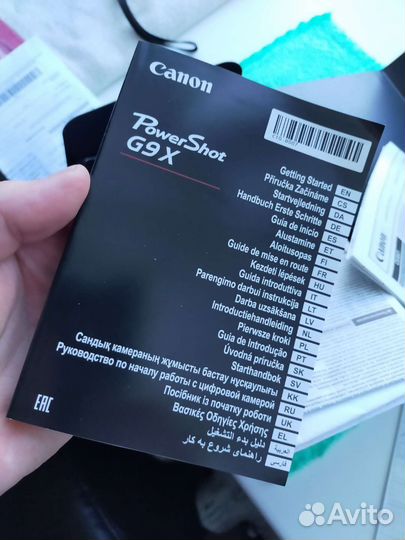 Canon
PowerShot
G9X
Getting Started EN
Příručka Začínáme CS
Startvejledning DA
Handbuch Erste Schritte DE
Guía de inicio ES
Alustamine ET
Aloitusopas FI
Guide de mise en route FR
Kezdeti lépések HU
Guida introduttiva IT
Parengimo darbui instrukcija LT
Darba uzsākšana LV
Introductiehandleiding NL
Pierwsze kroki PL
Guia de Introdução PT
Úvodná príručka SK
Starthandbok SV
Сандық камераның жұмысты бастау нұсқаулығы KK
Руководство по началу работы с цифровой камерой RU
Посібник із початку роботи UK
Βασικές Οδηγίες Χρήσης EL
دليل بدء التشغيل العربية
راهنمای شروع به کار فارسی
EAC
Canon
Avito